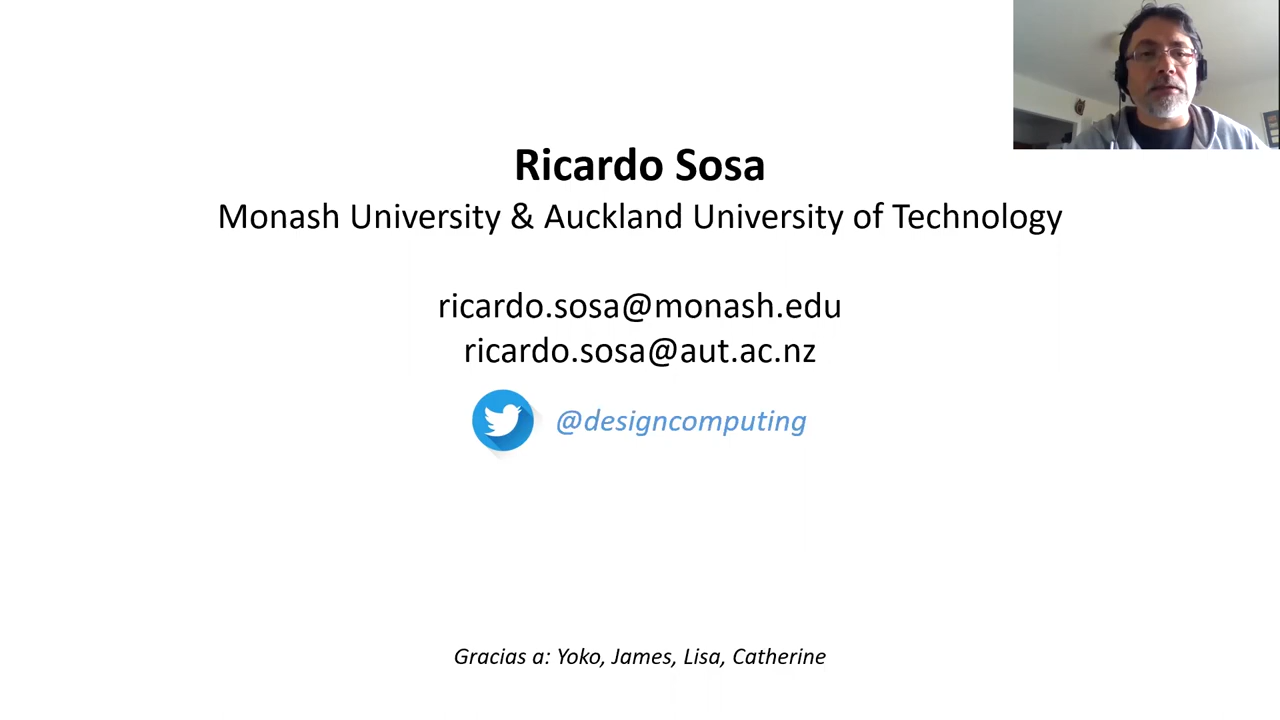 Ricardo Sosa
Monash University & Auckland University of Technology
ricardo.sosa@monash.edu
ricardo.sosa@aut.ac.nz
@designcomputing
Gracias a: Yoko, James, Lisa, Catherine